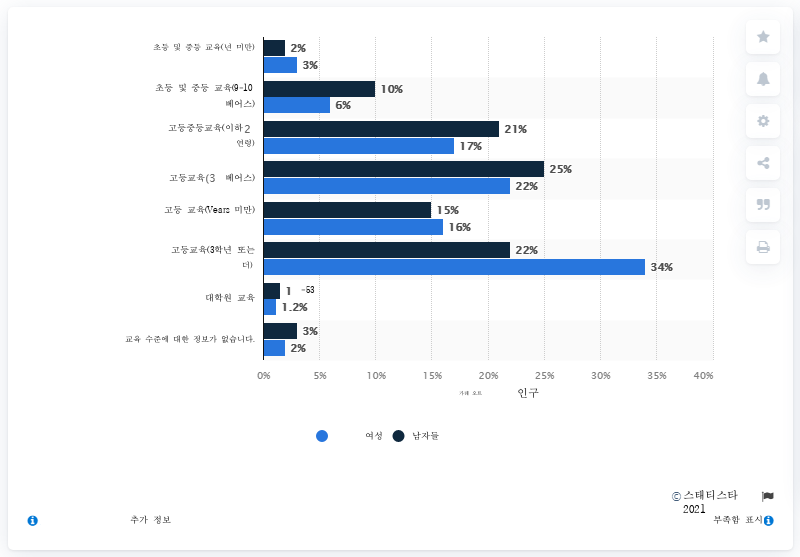 초등 및 중등 교육(년 미만)
2%
3%
초등 및 중등 교육(9-10
베어스)
10%
6%
고등중등교육(이하 2
연령)
21%
17%
고등교육(3 베어스)
25%
22%
고등 교육(Vears 미만)
15%
16%
고등교육(3학년 또는
더)
22%
34%
대학원 교육
1 -53
1.2%
교육 수준에 대한 정보가 없습니다.
3%
2%
0% 5% 10% 15% 20% 25% 30% 35% 40%
인구
여성 남자들
© 스태티스타
2021
추가 정보
부족함 표시